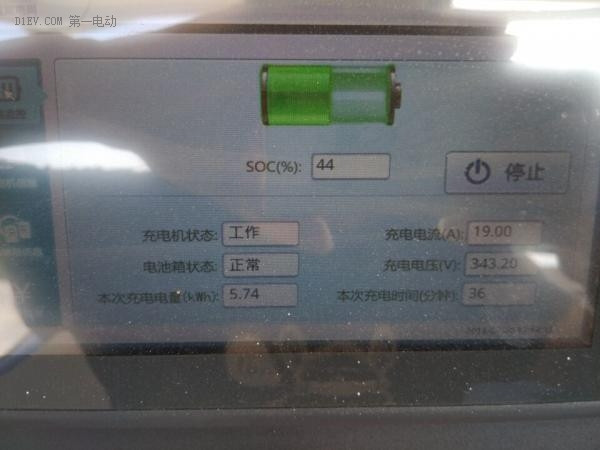 D1EV.COM 第一电动
SOC(%): 44
停止
充电机状态: 工作
充电电流(A): 19.00
电池箱状态: 正常
充电电压(V): 343.20
本次充电电量(kWh): 5.74
本次充电时间(分钟): 36